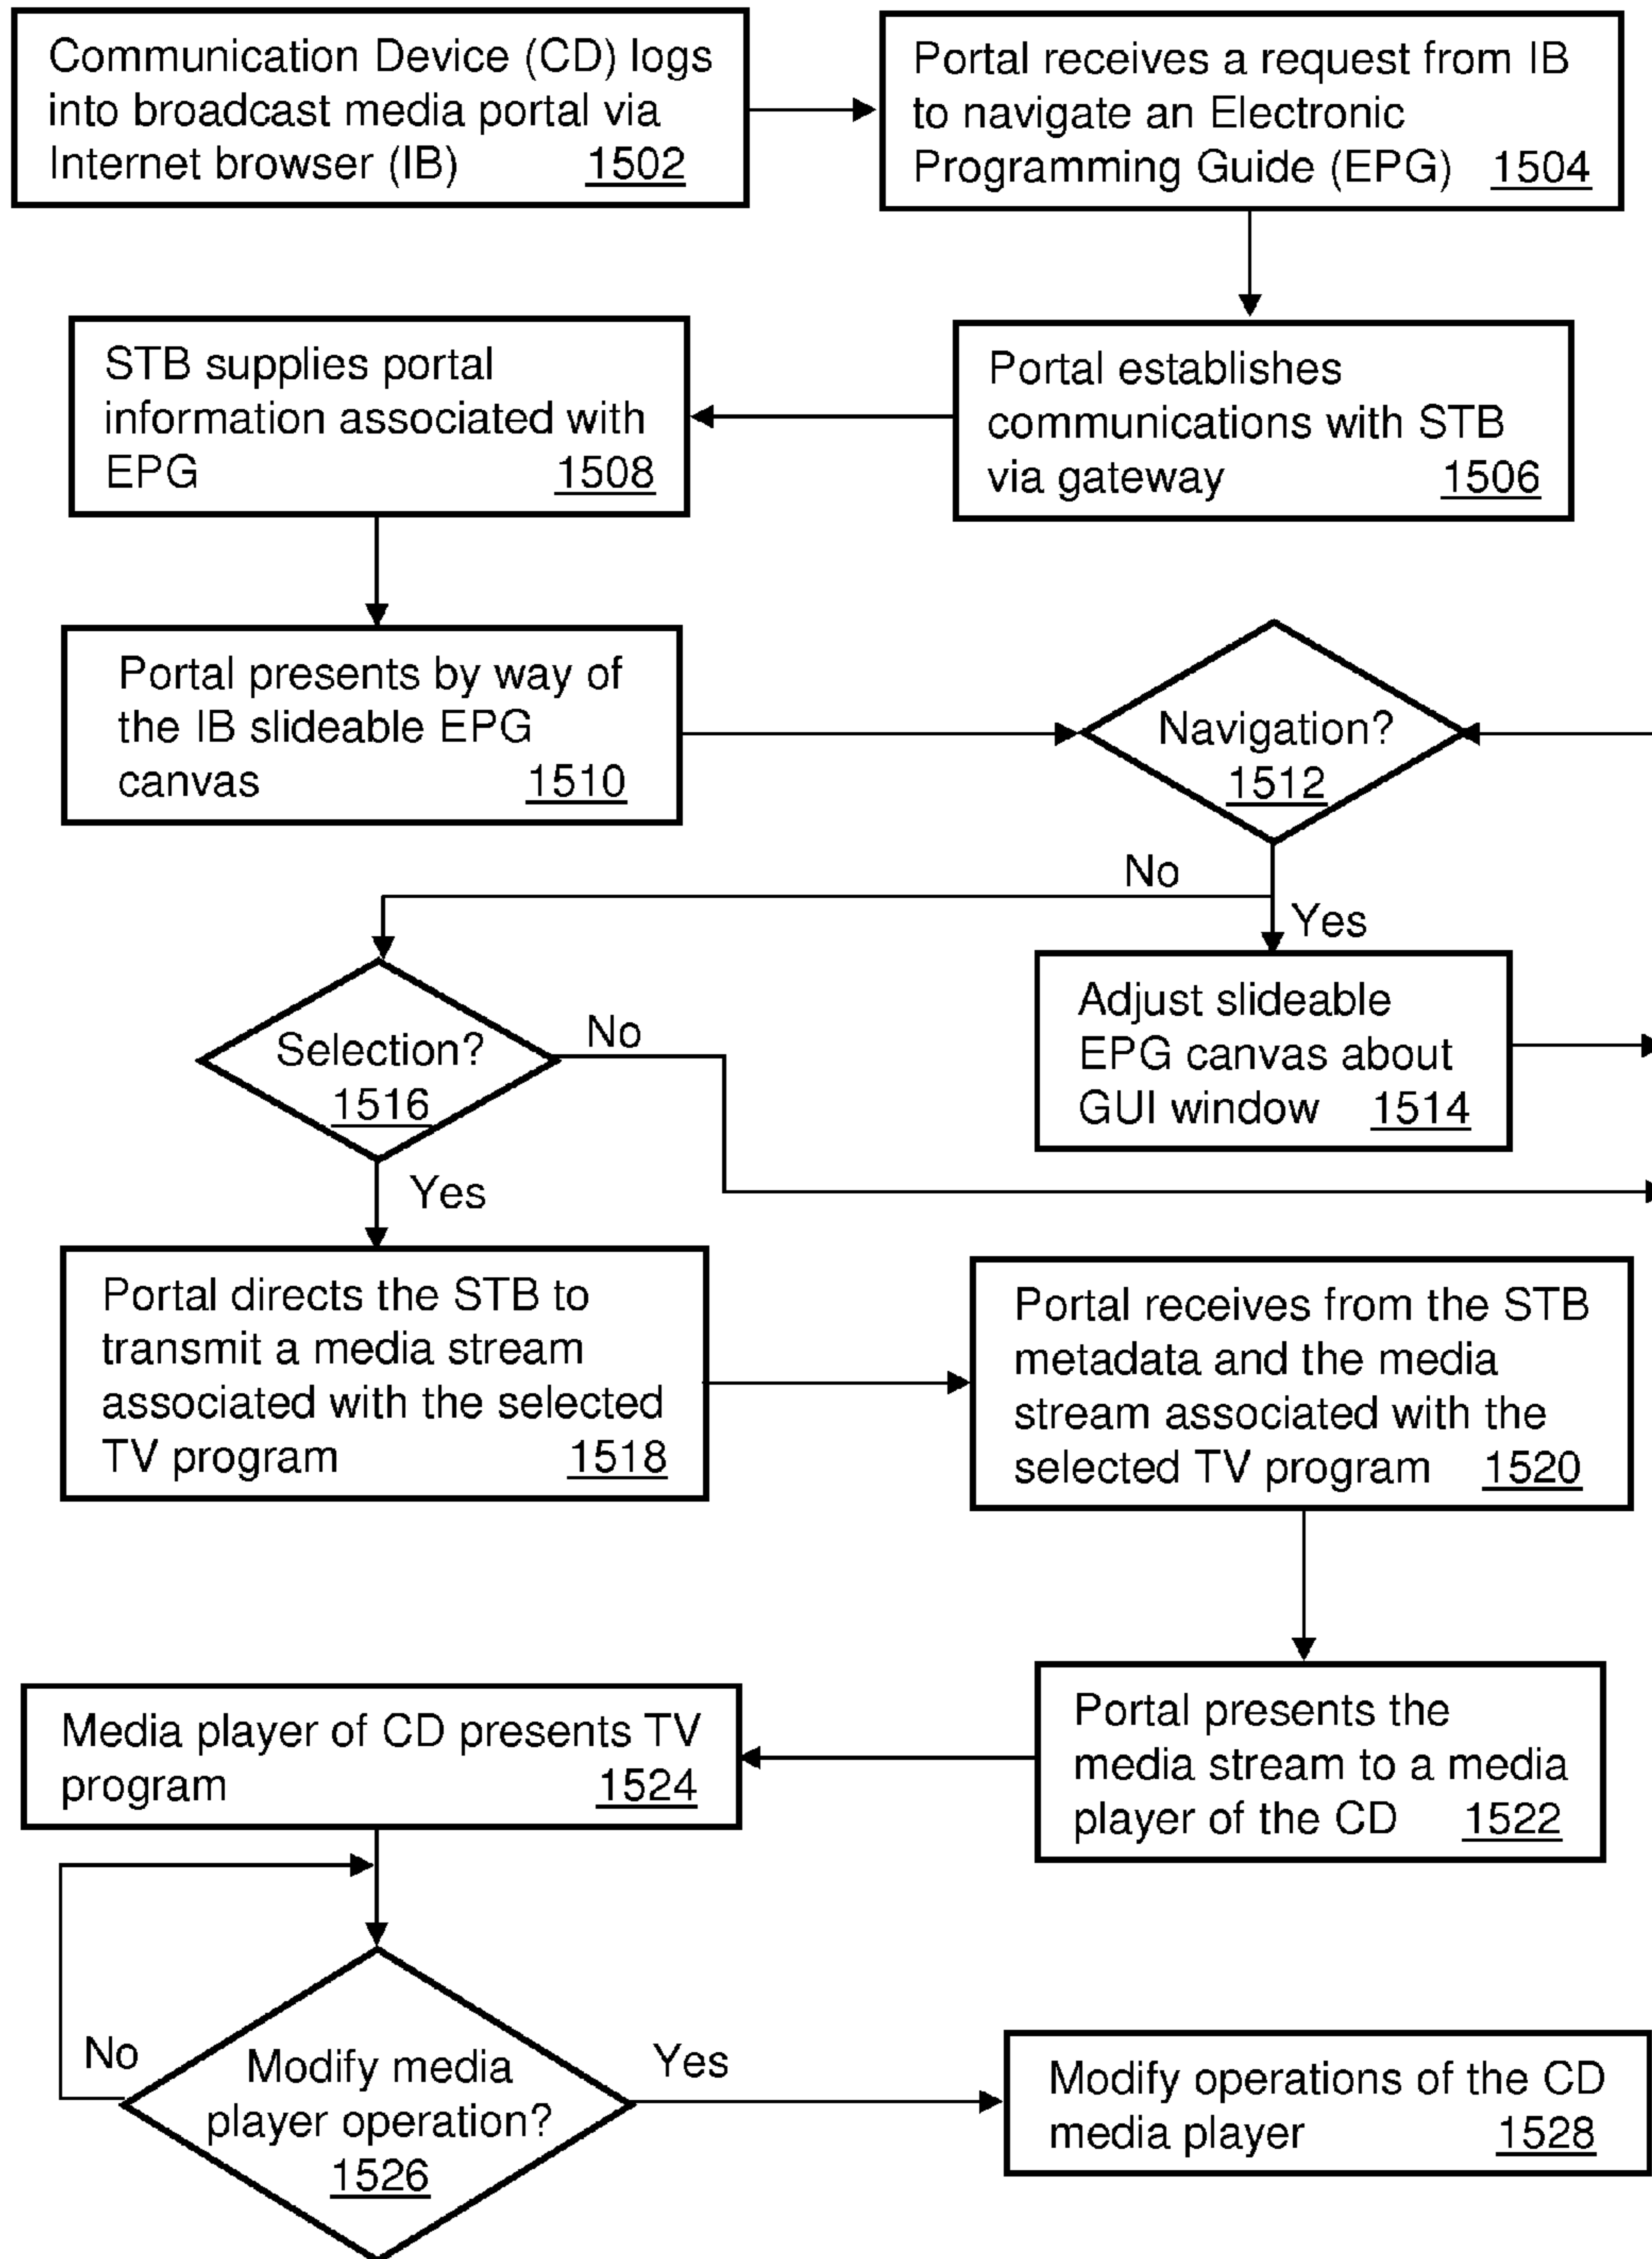 Communication Device (CD) logs
into broadcast media portal via
Internet browser (IB) 1502
Portal receives a request from IB
to navigate an Electronic
Programming Guide (EPG) 1504
Portal establishes
communications with STB
via gateway 1506
STB supplies portal
information associated with
EPG 1508
Portal presents by way of
the IB slideable EPG
canvas 1510
Navigation?
1512
No
Yes
Adjust slideable
EPG canvas about
GUI window 1514
Selection?
1516
No
Yes
Portal directs the STB to
transmit a media stream
associated with the selected
TV program 1518
Portal receives from the STB
metadata and the media
stream associated with the
selected TV program 1520
Portal presents the
media stream to a media
player of the CD 1522
Media player of CD presents TV
program 1524
No
Modify media
player operation?
1526
Yes
Modify operations of the CD
media player 1528